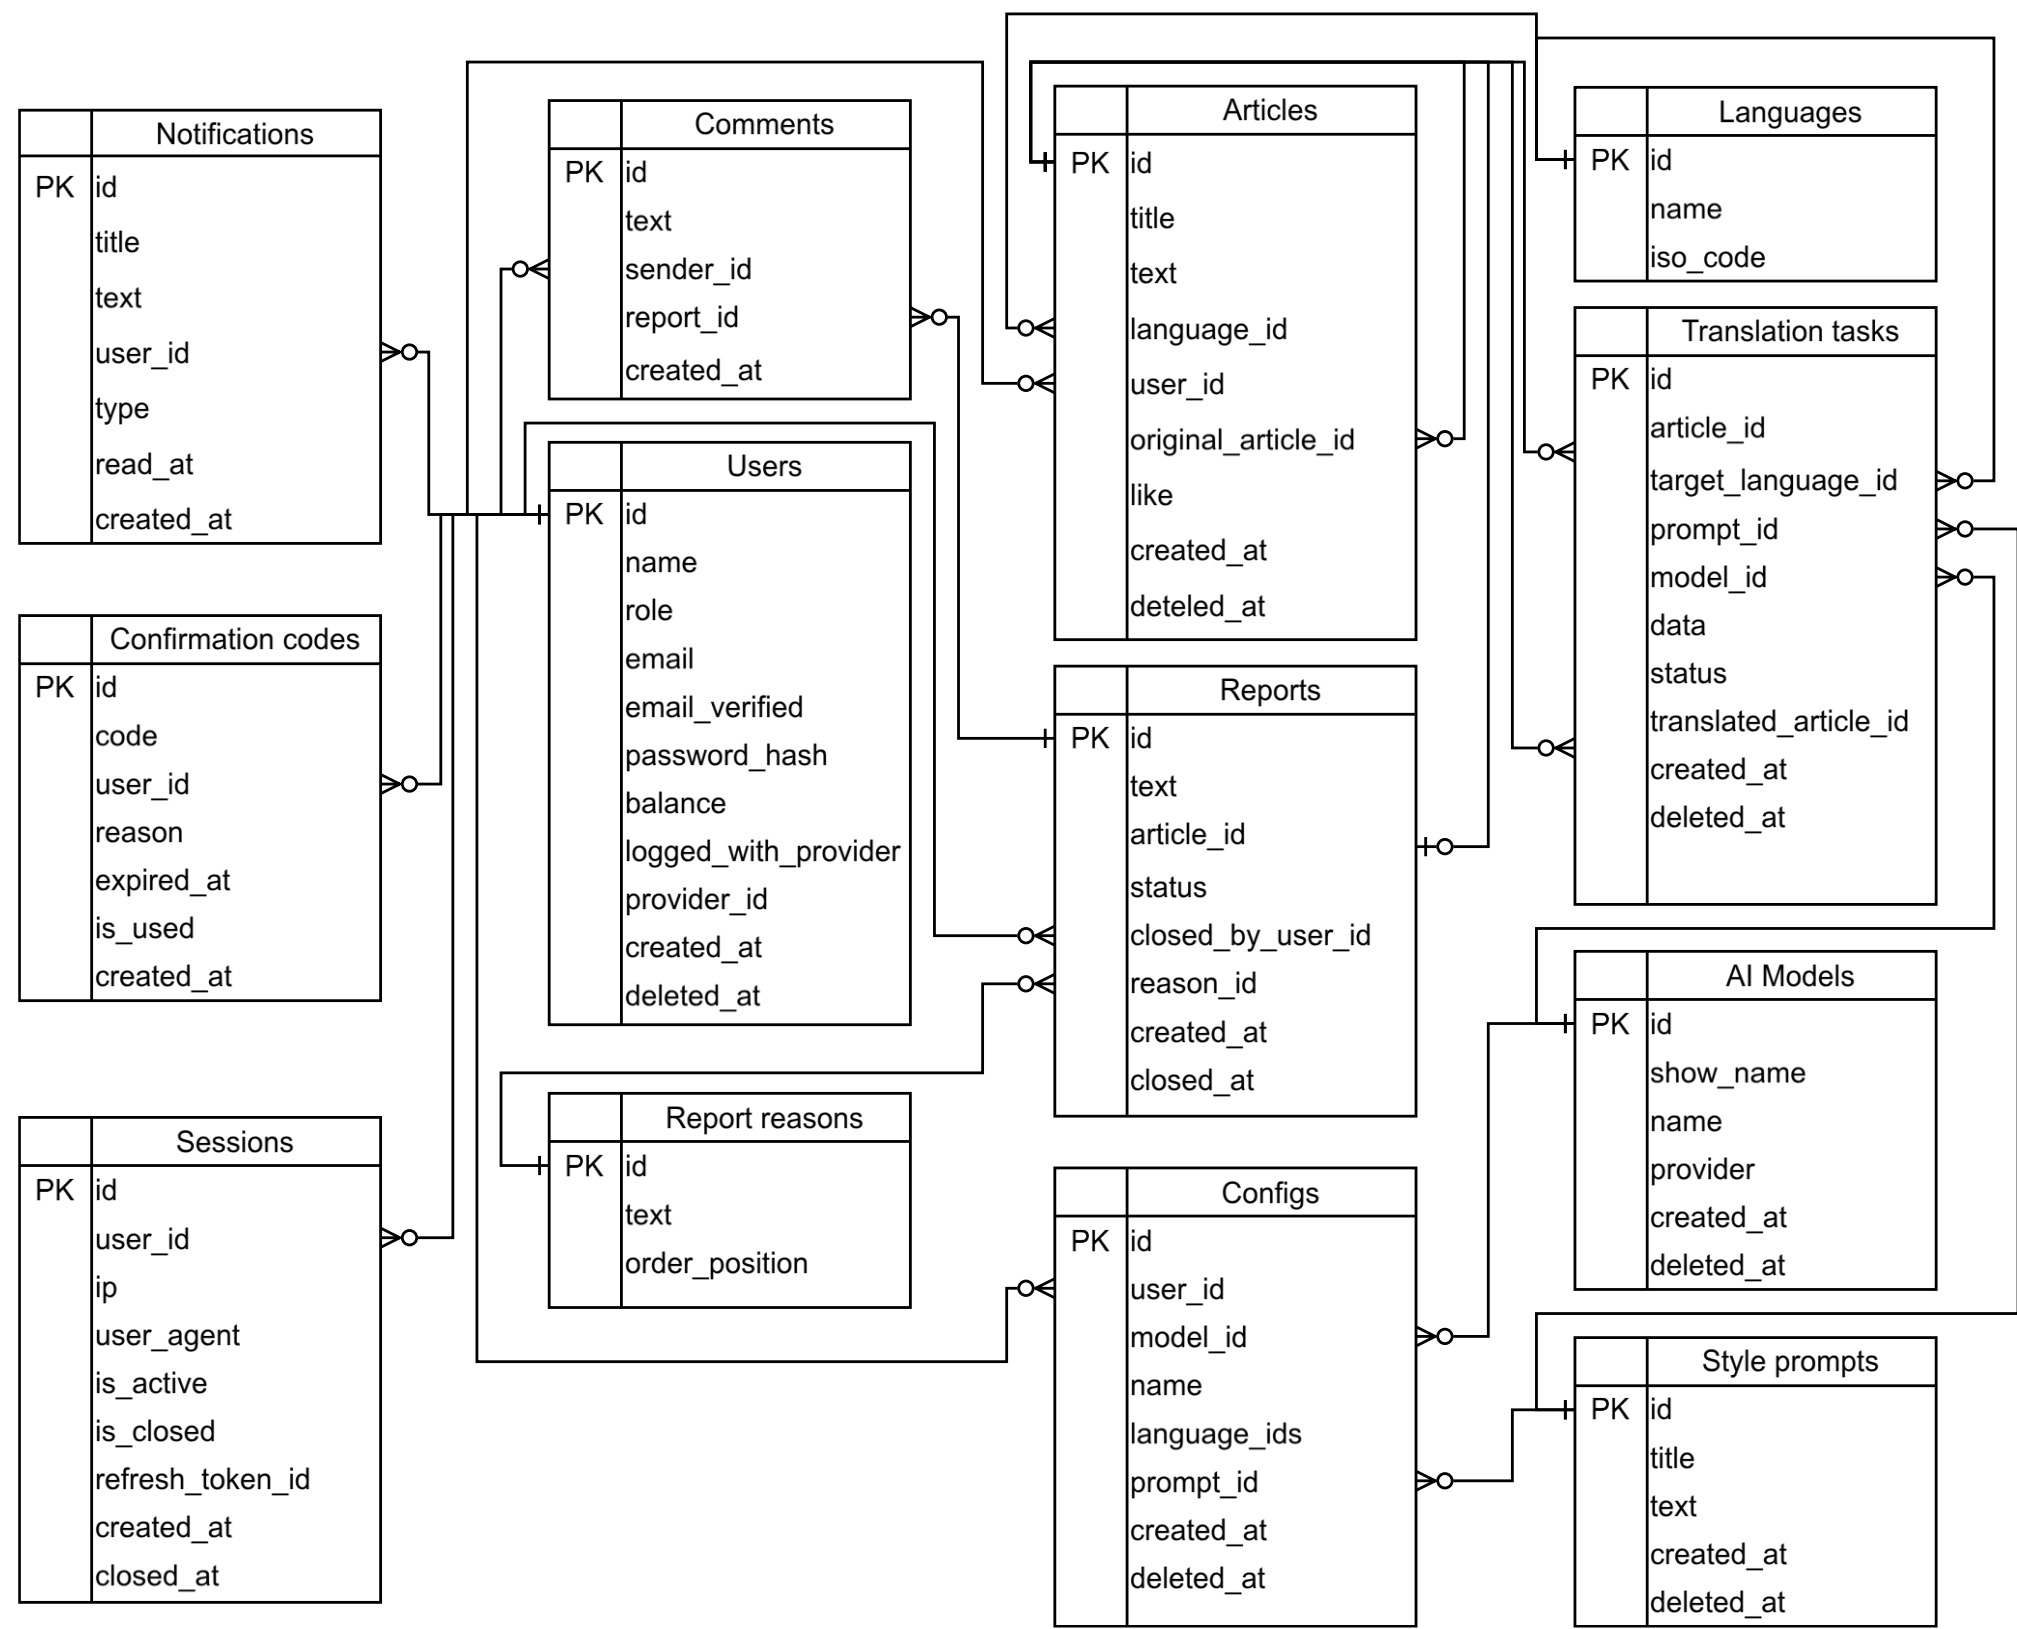 Notifications
PK id
title
text
user_id
type
read_at
created_at
Confirmation codes
PK id
code
user_id
reason
expired_at
is_used
created_at
Sessions
PK id
user_id
ip
user_agent
is_active
is_closed
refresh_token_id
created_at
closed_at
Comments
PK id
text
sender_id
report_id
created_at
Users
PK id
name
role
email
email_verified
password_hash
balance
logged_with_provider
provider_id
created_at
deleted_at
Report reasons
PK id
text
order_position
Articles
PK id
title
text
language_id
user_id
original_article_id
like
created_at
deteled_at
Reports
PK id
text
article_id
status
closed_by_user_id
reason_id
created_at
closed_at
Configs
PK id
user_id
model_id
name
language_ids
prompt_id
created_at
deleted_at
Languages
PK id
name
iso_code
Translation tasks
PK id
article_id
target_language_id
prompt_id
model_id
data
status
translated_article_id
created_at
deleted_at
AI Models
PK id
show_name
name
provider
created_at
deleted_at
Style prompts
PK id
title
text
created_at
deleted_at